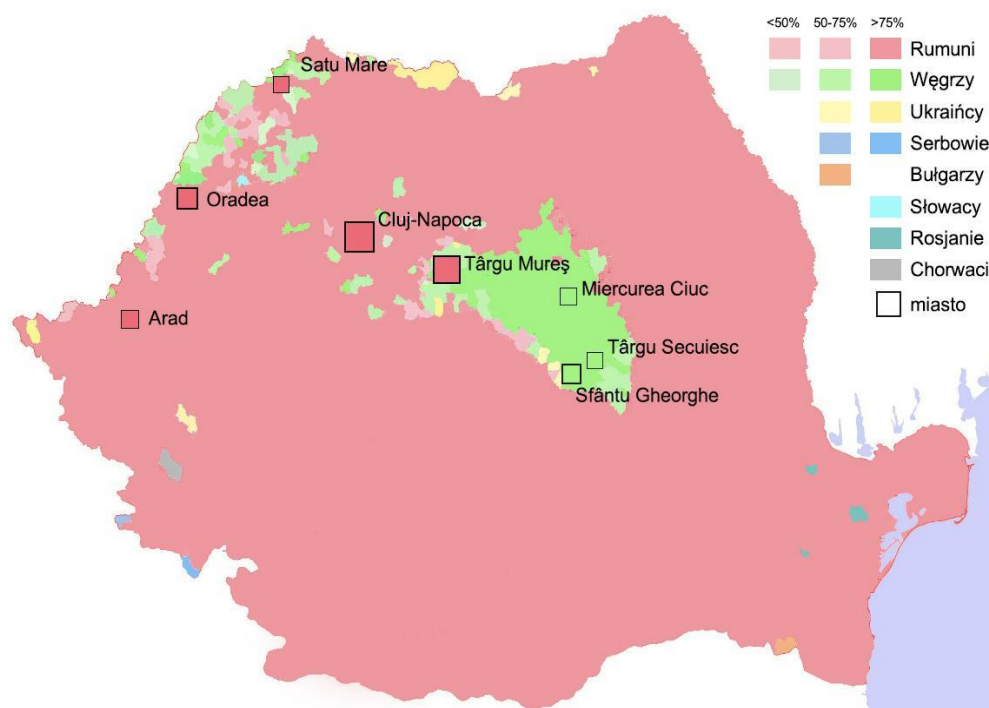 <50% 50-75% >75%
Rumuni
Węgrzy
Ukraińcy
Serbowie
Bułgarzy
Słowacy
Rosjanie
Chorwaci
miasto
Satu Mare
Oradea
Cluj-Napoca
Târgu Mureş
Miercurea Ciuc
Arad
Târgu Secuiesc
Sfântu Gheorghe